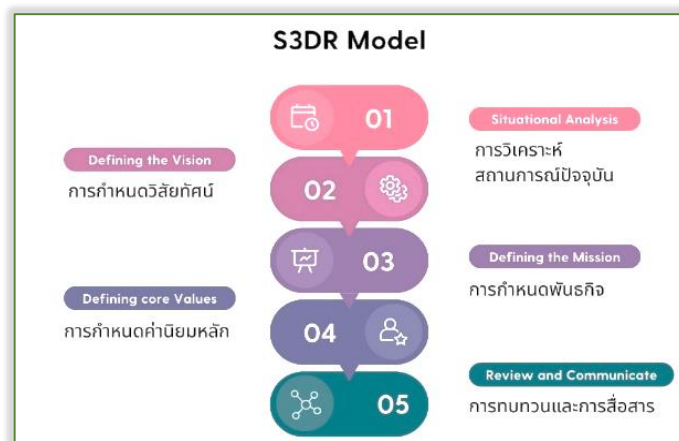 S3DR Model
01
Situational Analysis
การวิเคราะห์
สถานการณ์ปัจจุบัน
Defining the Vision
การกำหนดวิสัยทัศน์
02
03
Defining the Mission
การกำหนดพันธกิจ
Defining core Values
การกำหนดค่านิยมหลัก
04
05
Review and Communicate
การทบทวนและการสื่อสาร